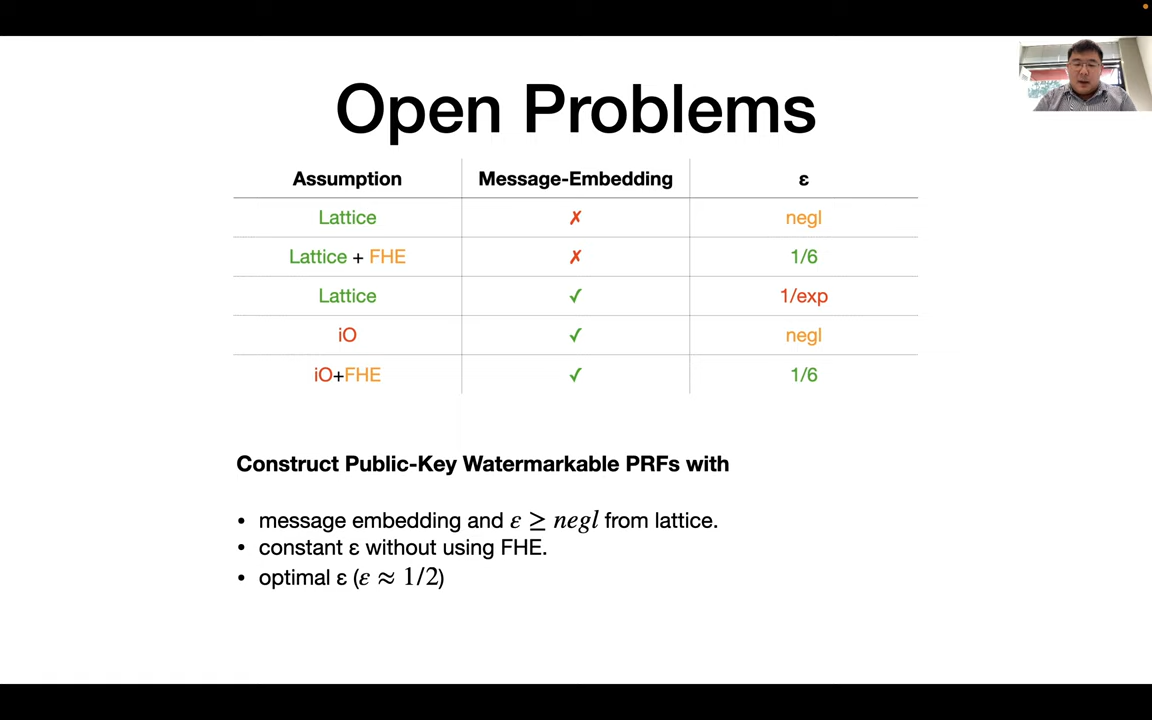 Open Problems
Assumption Message-Embedding ε
Lattice ✗ negl
Lattice + FHE ✗ 1/6
Lattice ✓ 1/exp
iO ✓ negl
iO+FHE ✓ 1/6
Construct Public-Key Watermarkable PRFs with
• message embedding and ε ≥ negl from lattice.
• constant ε without using FHE.
• optimal ε (ε ≈ 1/2)